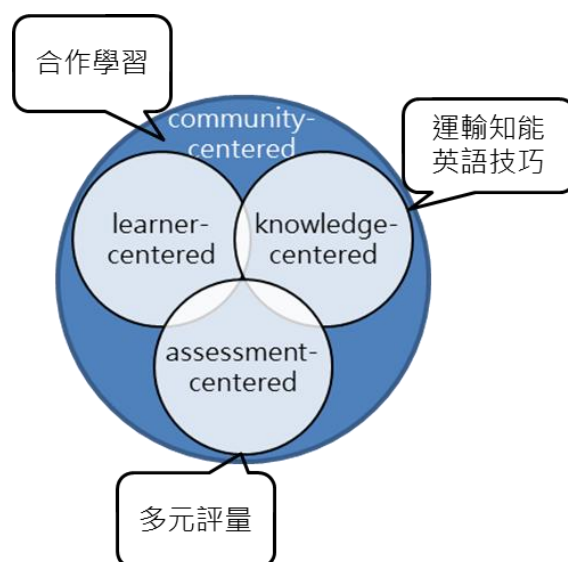 合作學習
community-
centered
運輸知能
英語技巧
learner-
centered
knowledge-
centered
assessment-
centered
多元評量